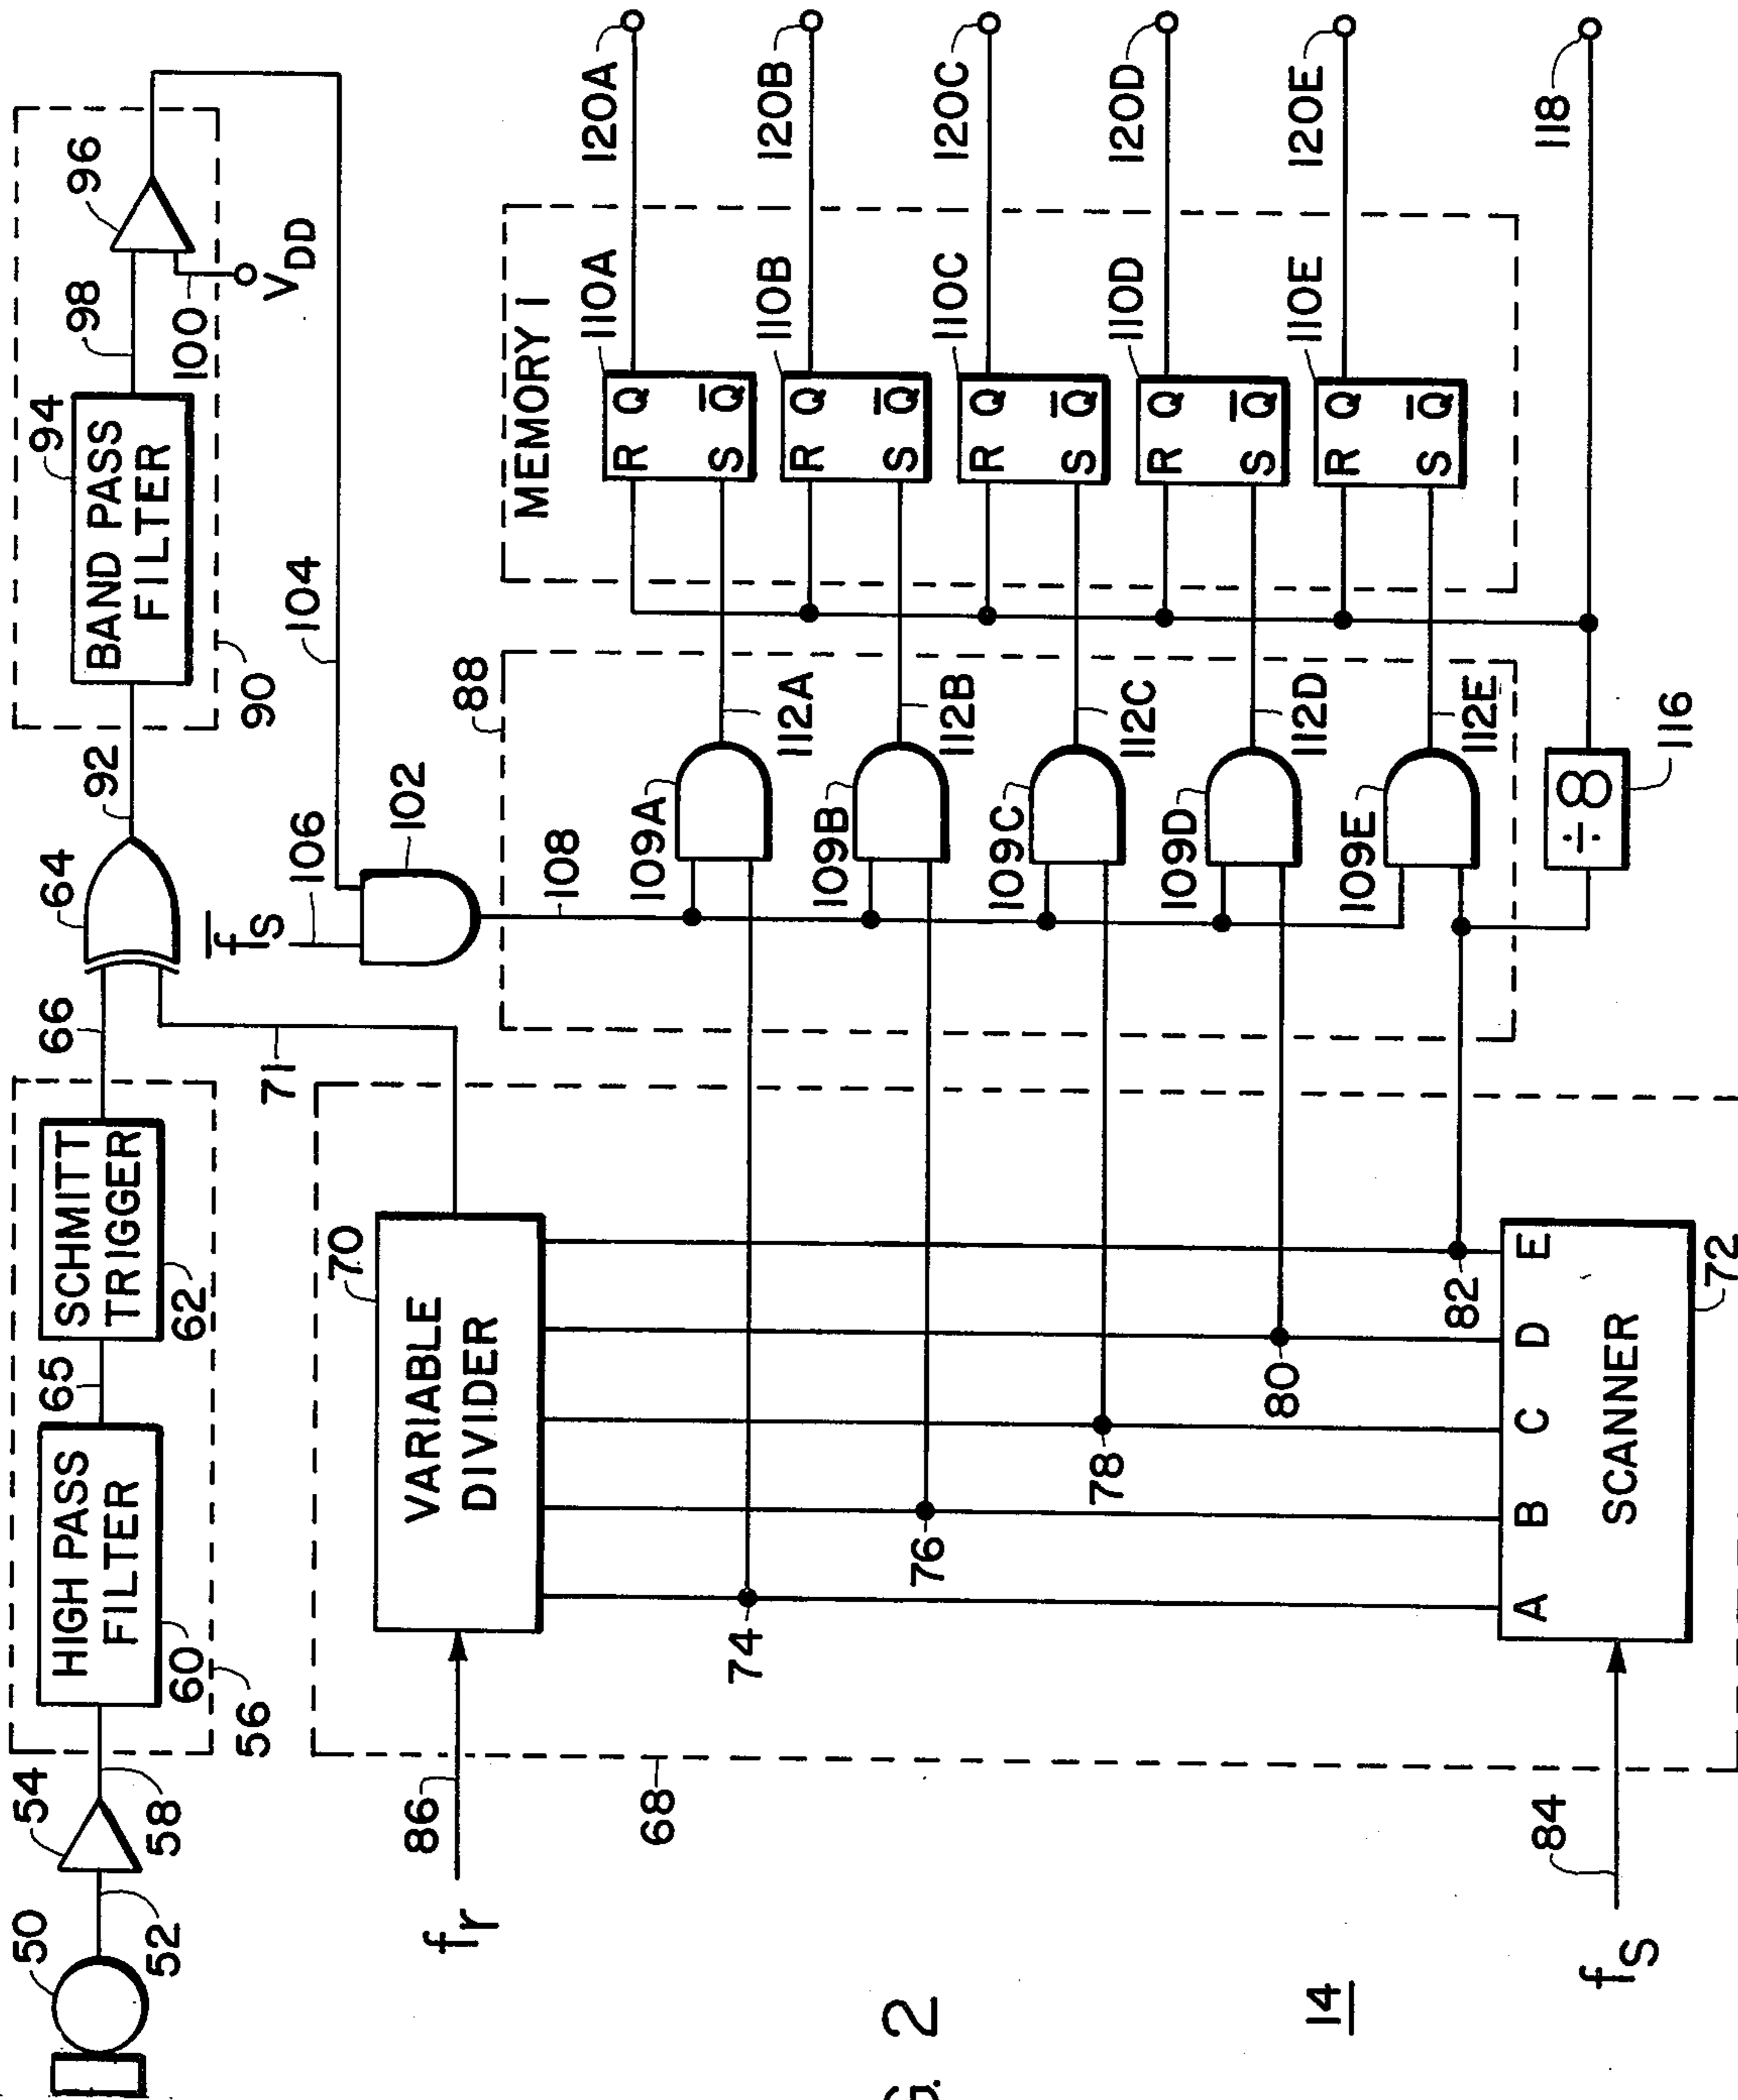 50
52
54
58
56
HIGH PASS
FILTER
60
65
SCHMITT
TRIGGER
62
66
64
92
BAND PASS
FILTER
94
90
98
100
96
V DD
104
71
f̅s
106
102
108
88
fr
86
68
VARIABLE
DIVIDER
70
74
76
78
80
82
A B C D E
SCANNER
72
fs
84
109A
109B
109C
109D
109E
112A
112B
112C
112D
112E
÷8
116
MEMORY I
110A
R Q
S Q̅
110B
R Q
S Q̅
110C
R Q
S Q̅
110D
R Q
S Q̅
110E
R Q
S Q̅
120A
120B
120C
120D
120E
118
G. 2
14